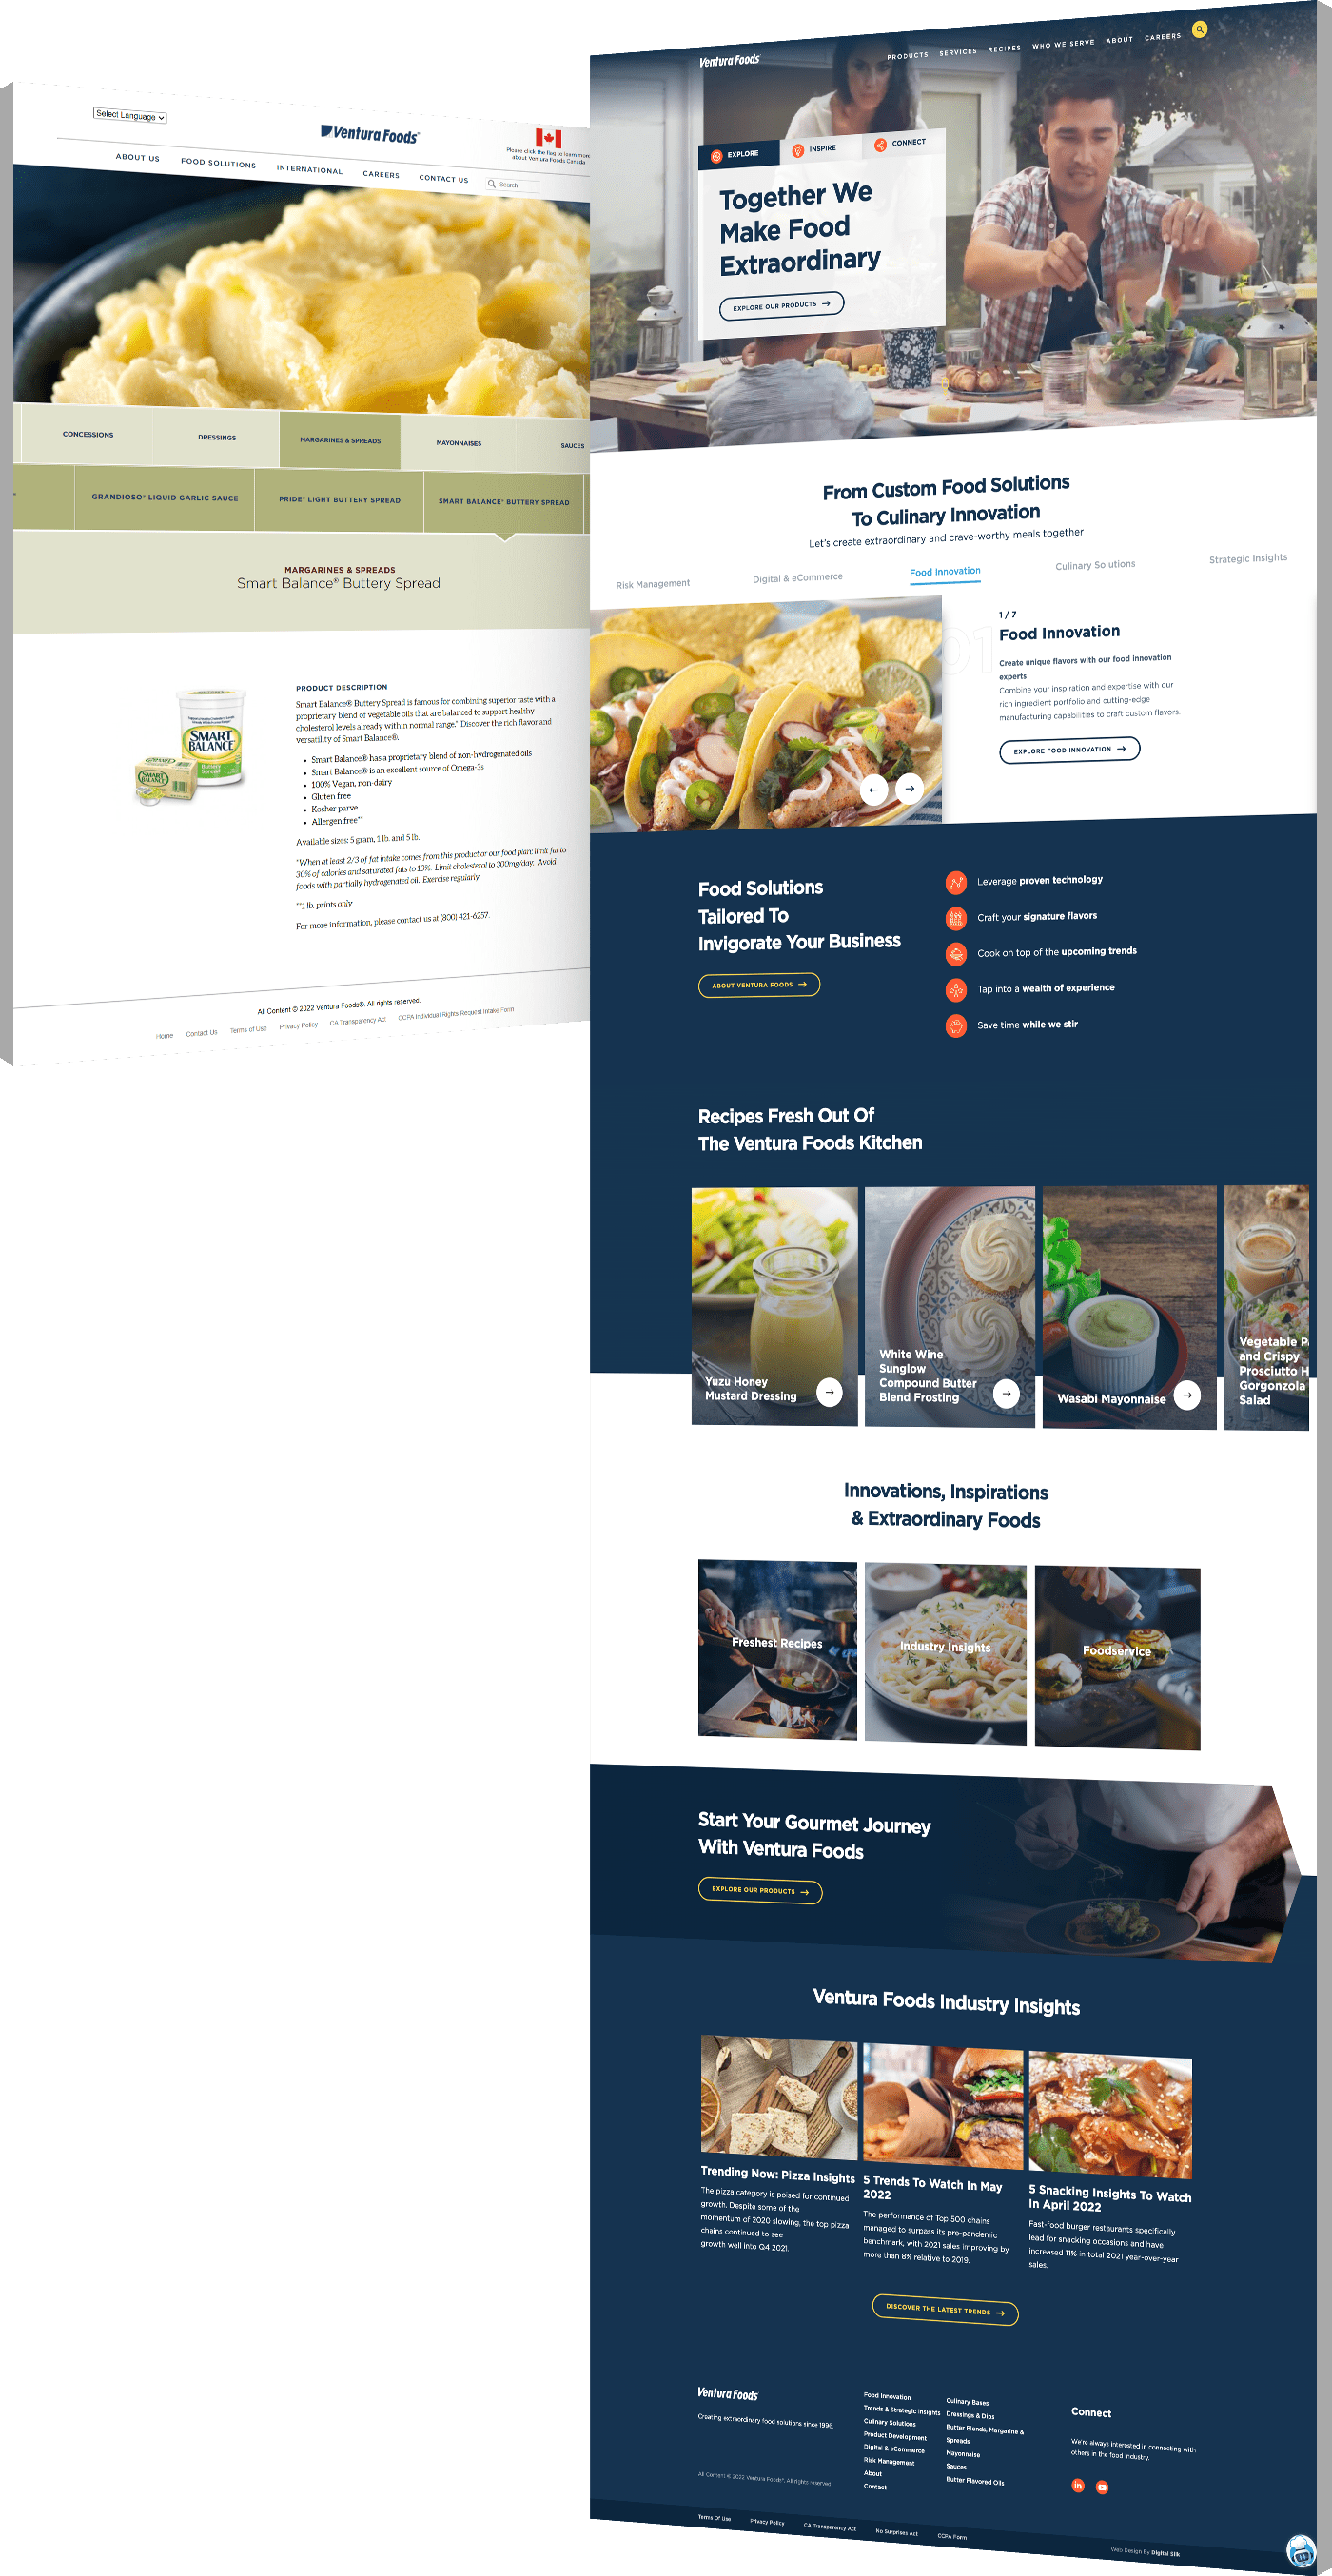 Select Language
Ventura Foods®
Please click the flag to learn more
about Ventura Foods Canada
ABOUT US
FOOD SOLUTIONS
INTERNATIONAL
CAREERS
CONTACT US
Search
CONCESSIONS
DRESSINGS
MARGARINES & SPREADS
MAYONNAISES
SAUCES
GRANDIOSO® LIQUID GARLIC SAUCE
PRIDE® LIGHT BUTTERY SPREAD
SMART BALANCE® BUTTERY SPREAD
MARGARINES & SPREADS
Smart Balance® Buttery Spread
SMART
BALANCE
Buttery
Spread
SMART
BALANCE
PRODUCT DESCRIPTION
Smart Balance® Buttery Spread is famous for combining superior taste with a
proprietary blend of vegetable oils that are balanced to support healthy
cholesterol levels already within normal range.* Discover the rich flavor and
versatility of Smart Balance®.
• Smart Balance® has a proprietary blend of non-hydrogenated oils
• Smart Balance® is an excellent source of Omega-3s
• 100% Vegan, non-dairy
• Gluten free
• Kosher parve
• Allergen free**
Available sizes: 5 gram, 1 lb. and 5 lb.
*When at least 2/3 of fat intake comes from this product or our food plan; limit fat to
30% of calories and saturated fats to 10%. Limit cholesterol to 300mg/day. Avoid
foods with partially hydrogenated oil. Exercise regularly.
**1 lb. prints only
For more information, please contact us at (800) 421-6257.
All Content © 2022 Ventura Foods®. All rights reserved.
Home
Contact Us
Terms of Use
Privacy Policy
CA Transparency Act
CCPA Individual Rights Request Intake Form
Ventura Foods®
PRODUCTS
SERVICES
RECIPES
WHO WE SERVE
ABOUT
CAREERS
EXPLORE
INSPIRE
CONNECT
Together We
Make Food
Extraordinary
EXPLORE OUR PRODUCTS →
From Custom Food Solutions
To Culinary Innovation
Let's create extraordinary and crave-worthy meals together
Risk Management
Digital & eCommerce
Food Innovation
Culinary Solutions
Strategic Insights
01
1 / 7
Food Innovation
Create unique flavors with our food innovation
experts
Combine your inspiration and expertise with our
rich ingredient portfolio and cutting-edge
manufacturing capabilities to craft custom flavors.
EXPLORE FOOD INNOVATION →
Food Solutions
Tailored To
Invigorate Your Business
ABOUT VENTURA FOODS →
Leverage proven technology
Craft your signature flavors
Cook on top of the upcoming trends
Tap into a wealth of experience
Save time while we stir
Recipes Fresh Out Of
The Ventura Foods Kitchen
Yuzu Honey
Mustard Dressing
White Wine
Sunglow
Compound Butter
Blend Frosting
Wasabi Mayonnaise
Vegetable P
and Crispy
Prosciutto H
Gorgonzola
Salad
Innovations, Inspirations
& Extraordinary Foods
Freshest Recipes
Industry Insights
Foodservice
Start Your Gourmet Journey
With Ventura Foods
EXPLORE OUR PRODUCTS →
Ventura Foods Industry Insights
Trending Now: Pizza Insights
The pizza category is poised for continued
growth. Despite some of the
momentum of 2020 slowing, the top pizza
chains continued to see
growth well into Q4 2021.
5 Trends To Watch In May
2022
The performance of Top 500 chains
managed to surpass its pre-pandemic
benchmark, with 2021 sales improving by
more than 8% relative to 2019.
5 Snacking Insights To Watch
In April 2022
Fast-food burger restaurants specifically
lead for snacking occasions and have
increased 11% in total 2021 year-over-year
sales.
DISCOVER THE LATEST TRENDS →
Ventura Foods®
Creating extraordinary food solutions since 1996.
All Content © 2022 Ventura Foods®. All rights reserved.
Food Innovation
Trends & Strategic Insights
Culinary Solutions
Product Development
Digital & eCommerce
Risk Management
About
Contact
Culinary Bases
Dressings & Dips
Butter Blends, Margarine &
Spreads
Mayonnaise
Sauces
Butter Flavored Oils
Connect
We're always interested in connecting with
others in the food industry.
in
Terms Of Use
Privacy Policy
CA Transparency Act
No Surprises Act
CCPA Form
Web Design By Digital Silk